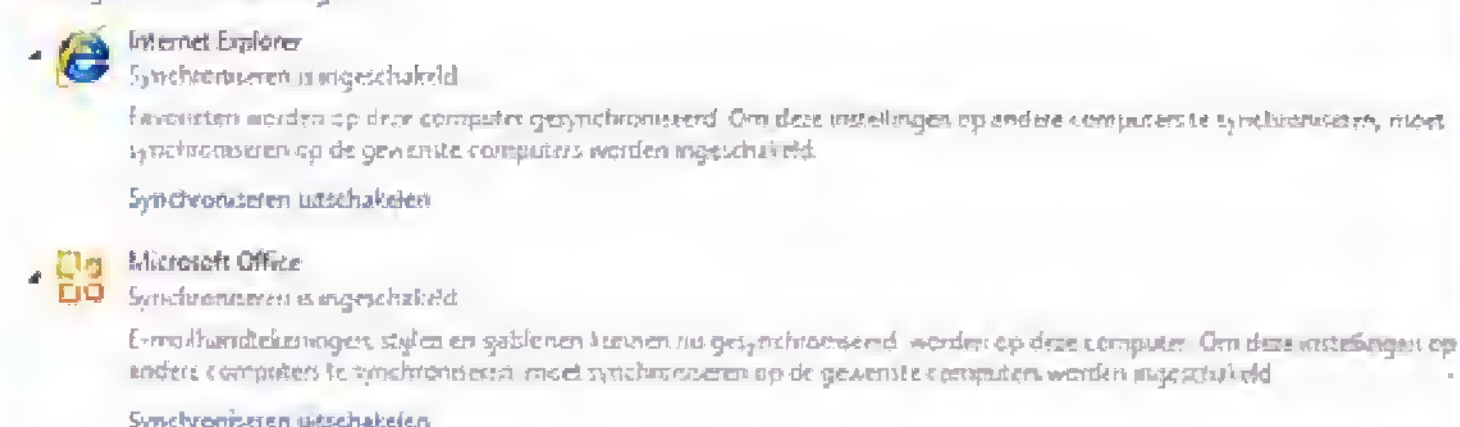 Internet Explorer
Synchroniseren is ingeschakeld
Favorieten worden op deze computer gesynchroniseerd. Om deze instellingen op andere computers te synchroniseren, moet
synchroniseren op de gewenste computers worden ingeschakeld.
Synchroniseren uitschakelen
Microsoft Office
Synchroniseren is ingeschakeld
E-mailhandtekeningen, stijlen en sjablonen kunnen nu gesynchroniseerd worden op deze computer. Om deze instellingen op
andere computers te synchroniseren, moet synchroniseren op de gewenste computers worden ingeschakeld
Synchroniseren uitschakelen